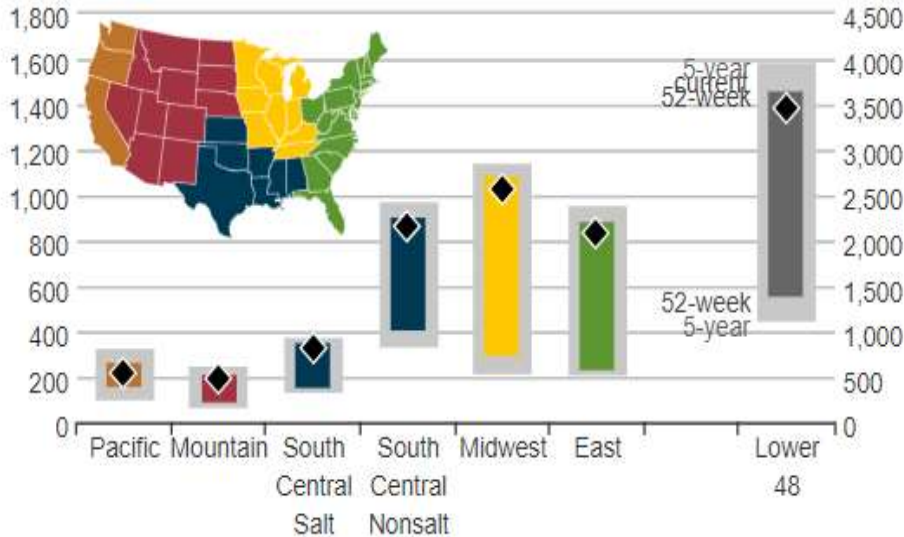 1,800
1,600
1,400
1,200
1,000
800
600
400
200
0
4,500
4,000
3,500
3,000
2,500
2,000
1,500
1,000
500
0
5-year
current
52-week
52-week
5-year
Pacific
Mountain
South
Central
Salt
South
Central
Nonsalt
Midwest
East
Lower
48